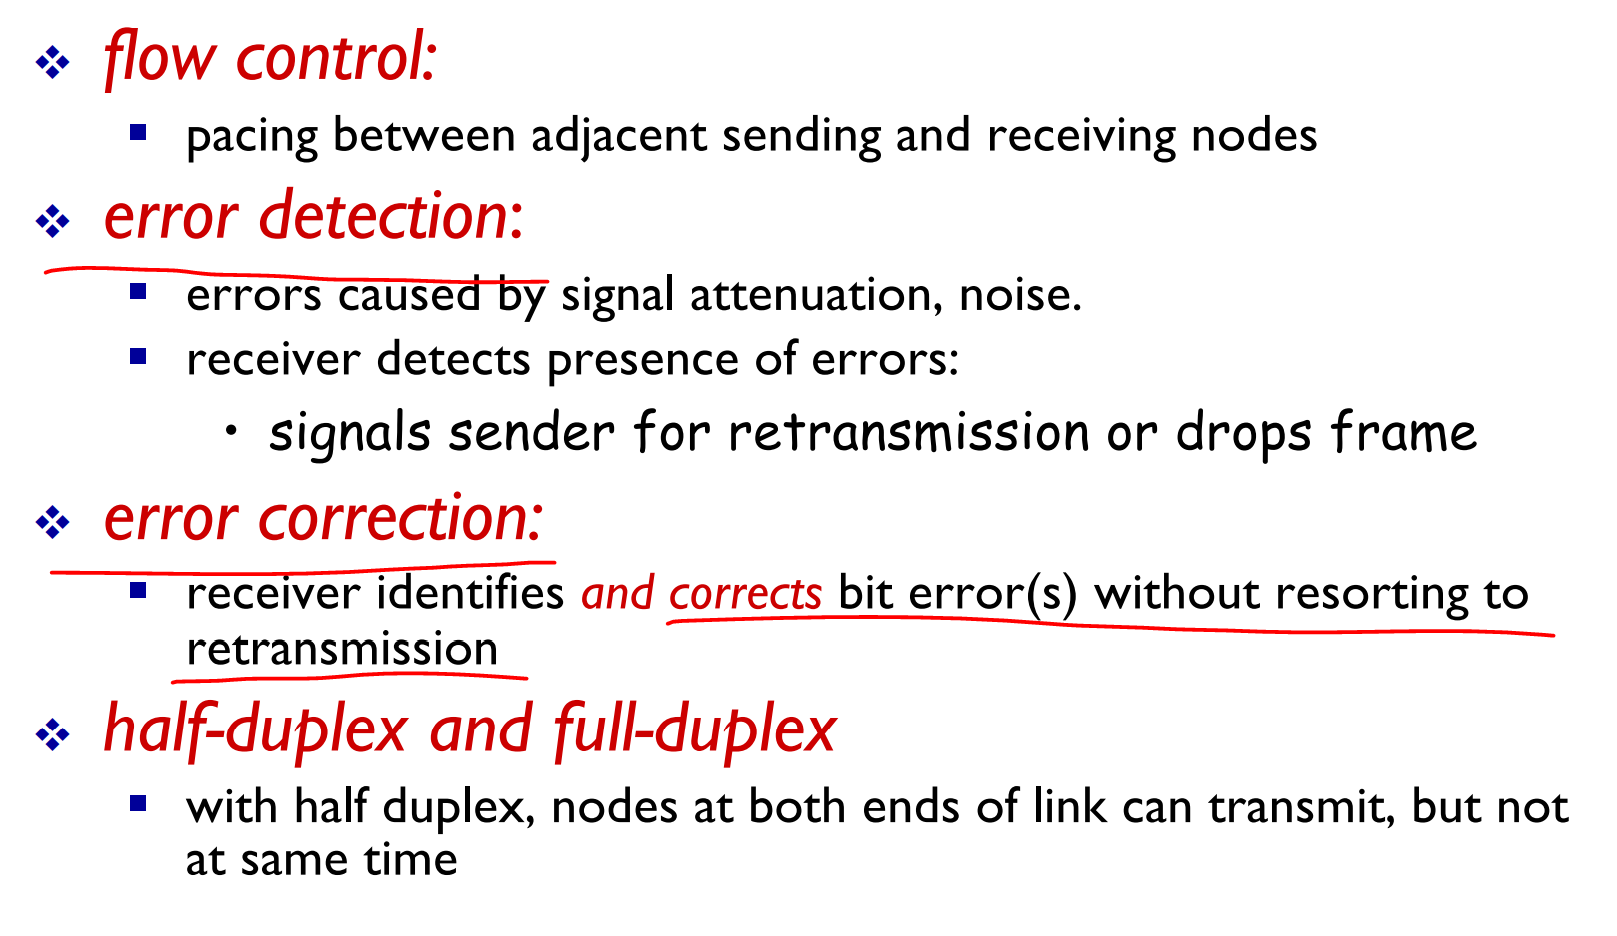 flow control:
pacing between adjacent sending and receiving nodes
error detection:
errors caused by signal attenuation, noise.
receiver detects presence of errors:
• signals sender for retransmission or drops frame
error correction:
receiver identifies and corrects bit error(s) without resorting to
retransmission
half-duplex and full-duplex
with half duplex, nodes at both ends of link can transmit, but not
at same time